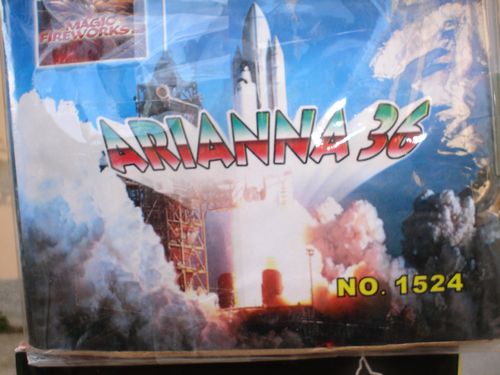 MAGIC
FIREWORKS
ARIANNA 36
NO. 1524